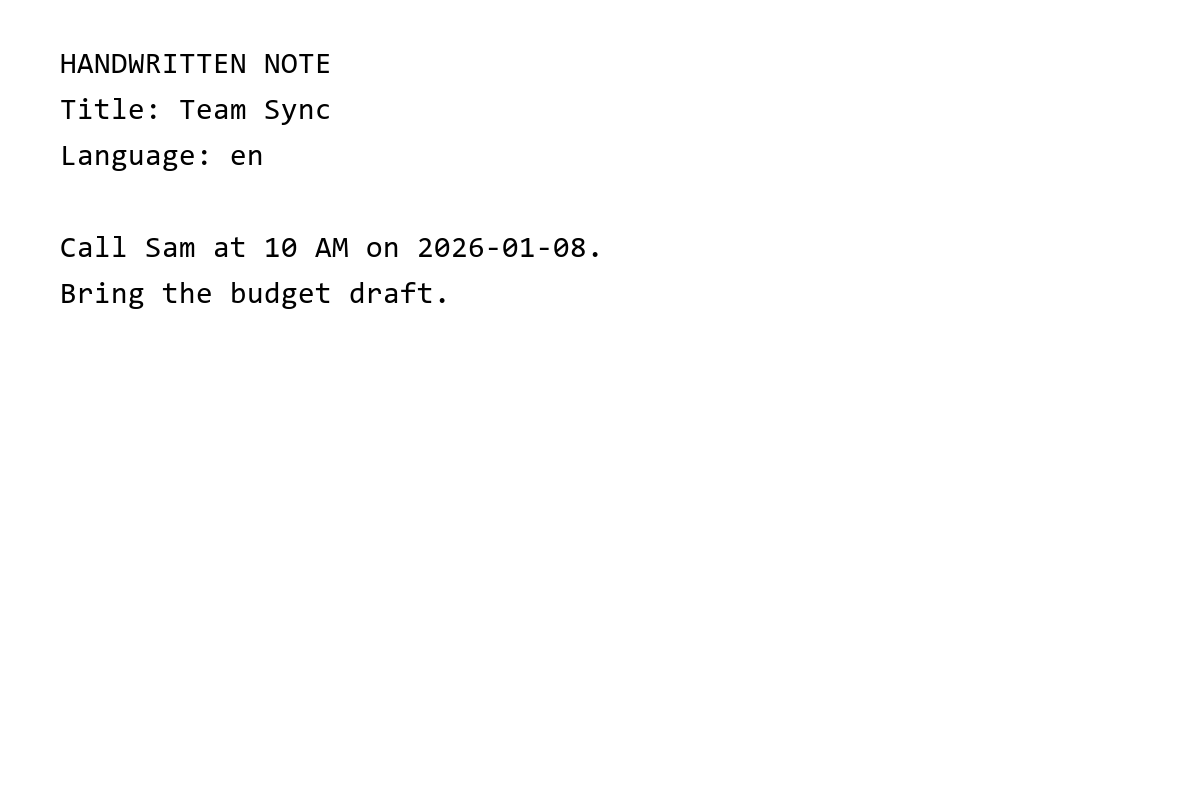 HANDWRITTEN NOTE
Title: Team Sync
Language: en
Call Sam at 10 AM on 2026-01-08.
Bring the budget draft.